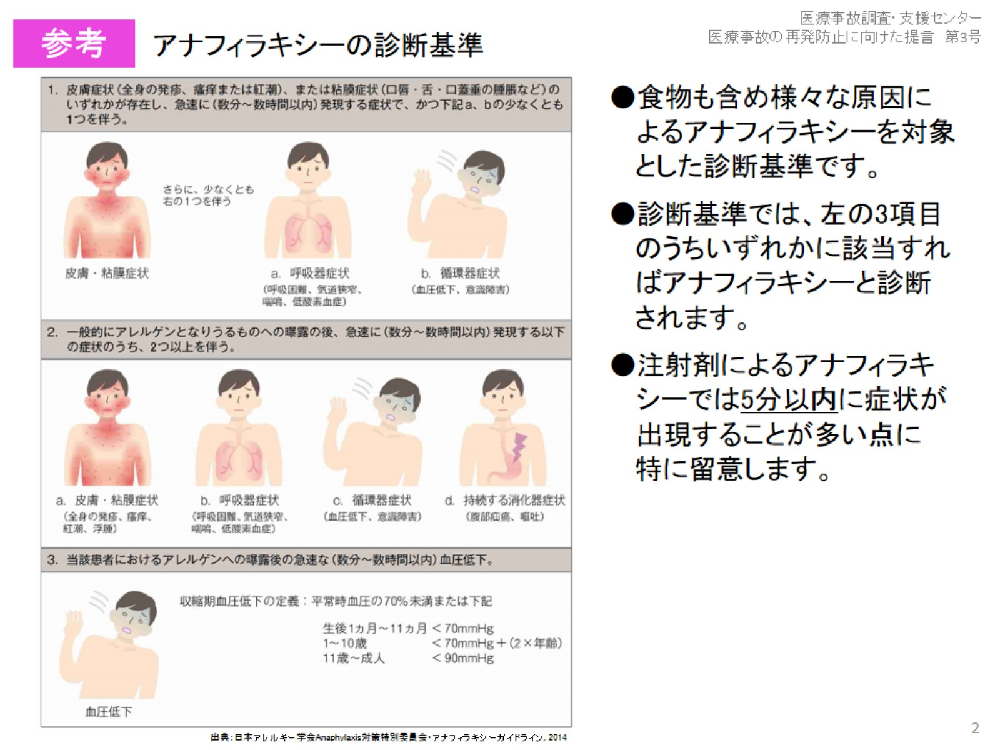 医療事故調査・支援センター
医療事故の再発防止に向けた提言 第3号
参考
アナフィラキシーの診断基準
1. 皮膚症状(全身の発疹、瘙痒または紅潮)、または粘膜症状(口唇・舌・口蓋垂の腫脹など)の
いずれかが存在し、急速に(数分～数時間以内)発現する症状で、かつ下記a、bの少なくとも
1つを伴う。
さらに、少なくとも
右の1つを伴う
皮膚・粘膜症状
a. 呼吸器症状
(呼吸困難、気道狭窄、
喘鳴、低酸素血症)
b. 循環器症状
(血圧低下、意識障害)
2. 一般的にアレルゲンとなりうるものへの曝露の後、急速に(数分～数時間以内)発現する以下
の症状のうち、2つ以上を伴う。
a. 皮膚・粘膜症状
(全身の発疹、瘙痒、
紅潮、浮腫)
b. 呼吸器症状
(呼吸困難、気道狭窄、
喘鳴、低酸素血症)
c. 循環器症状
(血圧低下、意識障害)
d. 持続する消化器症状
(腹部疝痛、嘔吐)
3. 当該患者におけるアレルゲンへの曝露後の急速な(数分～数時間以内)血圧低下。
収縮期血圧低下の定義：平常時血圧の70%未満または下記
生後1ヵ月～11ヵ月 < 70mmHg
1～10歳 < 70mmHg＋(2×年齢)
11歳～成人 < 90mmHg
血圧低下
出典：日本アレルギー学会Anaphylaxis対策特別委員会・アナフィラキシーガイドライン, 2014
●食物も含め様々な原因に
よるアナフィラキシーを対象
とした診断基準です。
●診断基準では、左の3項目
のうちいずれかに該当すれ
ばアナフィラキシーと診断
されます。
●注射剤によるアナフィラキ
シーでは5分以内に症状が
出現することが多い点に
特に留意します。
2